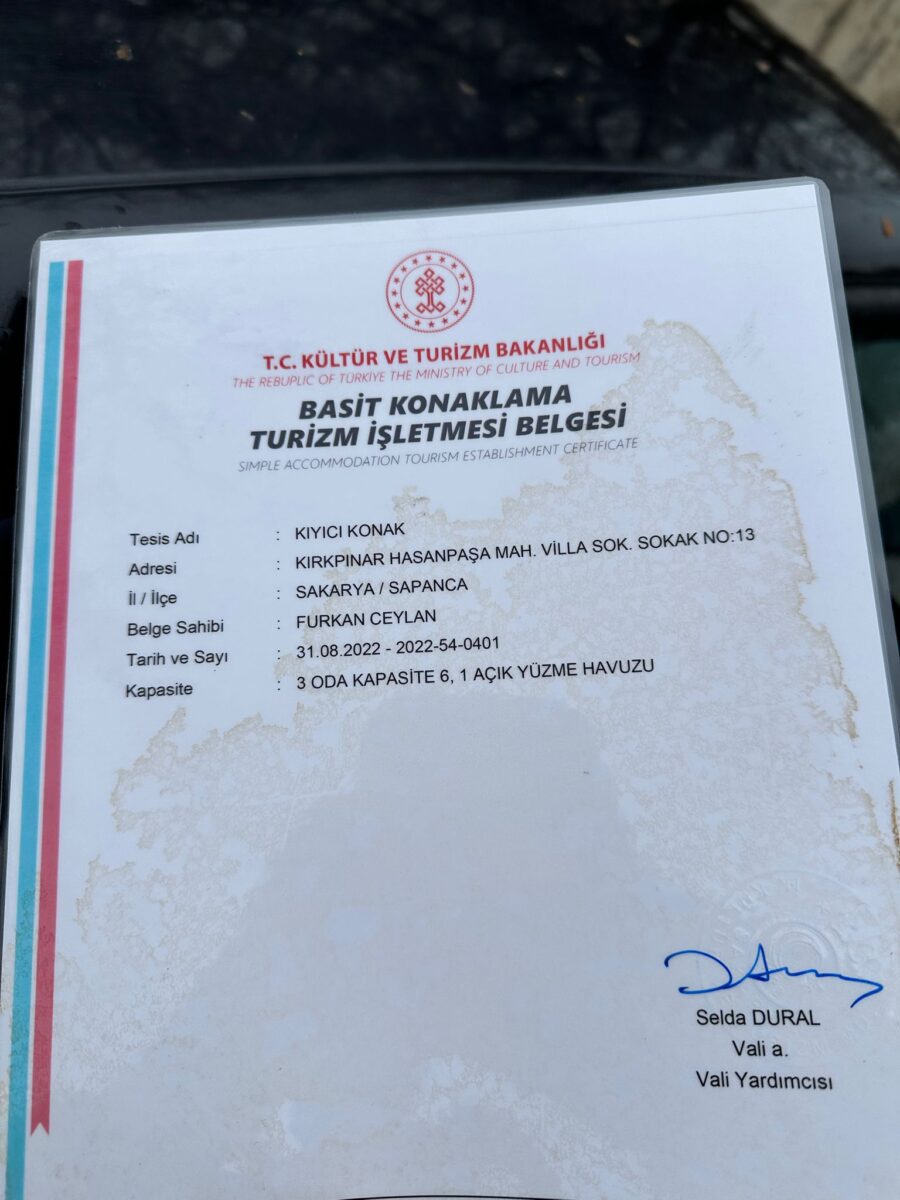 T.C. KÜLTÜR VE TURİZM BAKANLIĞI
THE REBUPLIC OF TÜRKİYE THE MINISTRY OF CULTURE AND TOURISM
BASİT KONAKLAMA
TURİZM İŞLETMESİ BELGESİ
SIMPLE ACCOMMODATION TOURISM ESTABLISHMENT CERTIFICATE
Tesis Adı : KIYICI KONAK
Adresi : KIRKPINAR HASANPAŞA MAH. VİLLA SOK. SOKAK NO:13
İl / İlçe : SAKARYA / SAPANCA
Belge Sahibi : FURKAN CEYLAN
Tarih ve Sayı : 31.08.2022 - 2022-54-0401
Kapasite : 3 ODA KAPASİTE 6, 1 AÇIK YÜZME HAVUZU
Selda DURAL
Vali a.
Vali Yardımcısı